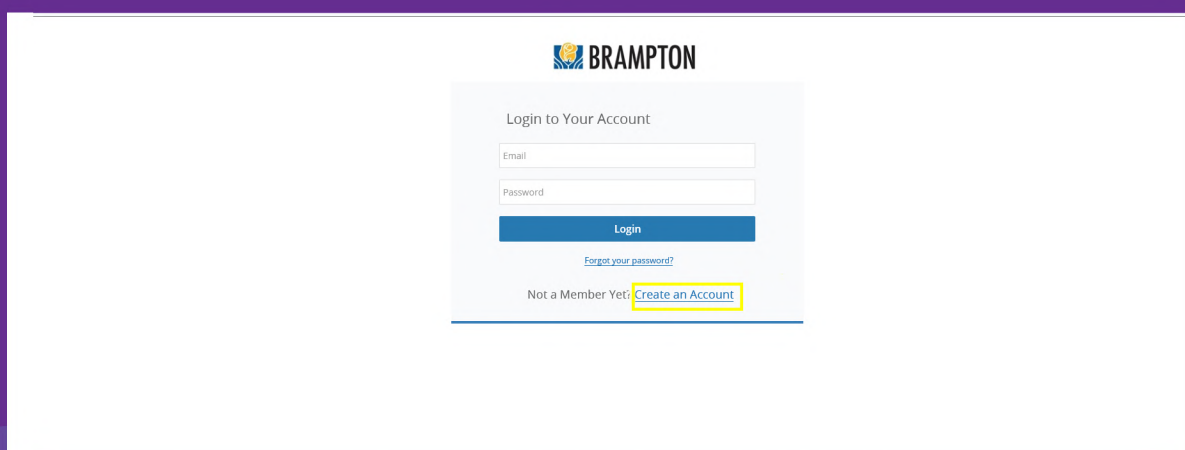 BRAMPTON
Login to Your Account
Email
Password
Login
Forgot your password?
Not a Member Yet? Create an Account